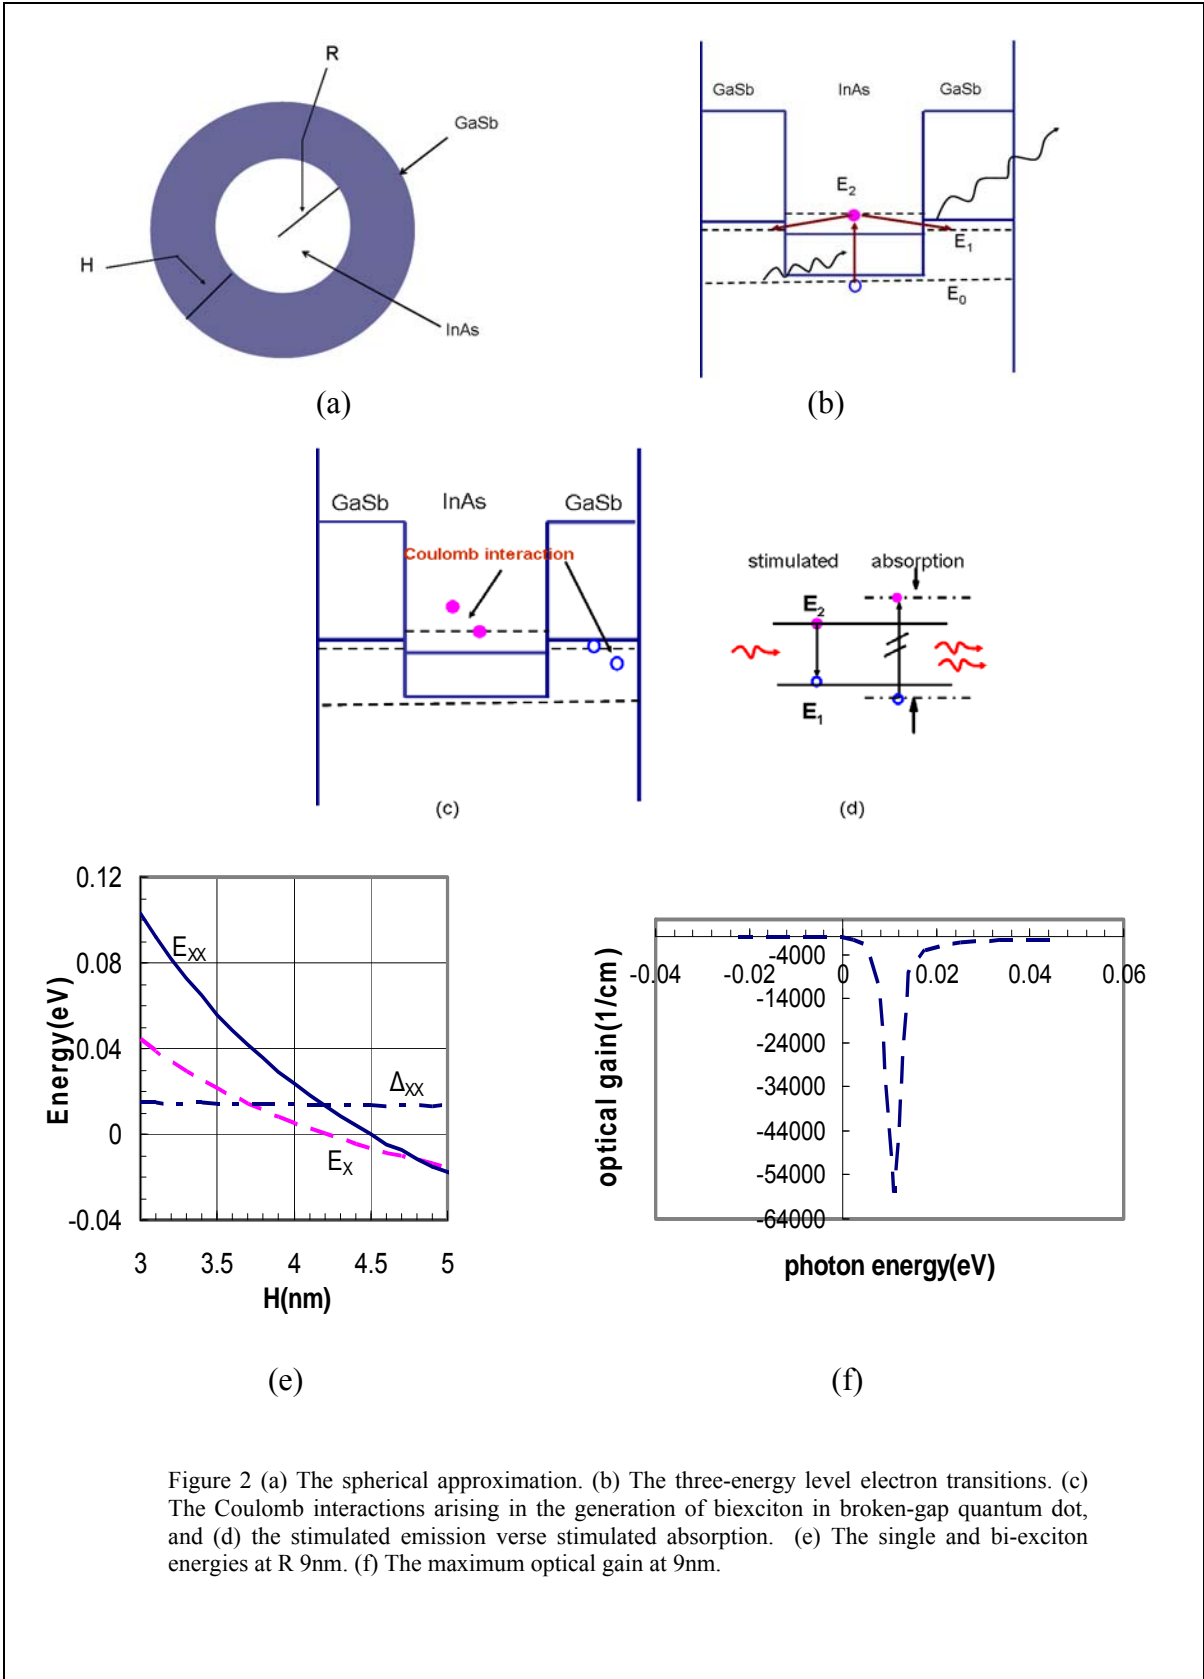 R
GaSb
H
InAs
(a)
GaSb InAs GaSb
E2
E1
E0
(b)
GaSb InAs GaSb
Coulomb interaction
(c)
stimulated absorption
E2
E1
(d)
0.12
0.08
0.04
0
-0.04
Energy(eV)
EXX
ΔXX
EX
3 3.5 4 4.5 5
H(nm)
(e)
optical gain(1/cm)
-0.04 -0.02 0 0.02 0.04 0.06
-4000
-14000
-24000
-34000
-44000
-54000
-64000
photon energy(eV)
(f)
Figure 2 (a) The spherical approximation. (b) The three-energy level electron transitions. (c)
The Coulomb interactions arising in the generation of biexciton in broken-gap quantum dot,
and (d) the stimulated emission verse stimulated absorption. (e) The single and bi-exciton
energies at R 9nm. (f) The maximum optical gain at 9nm.